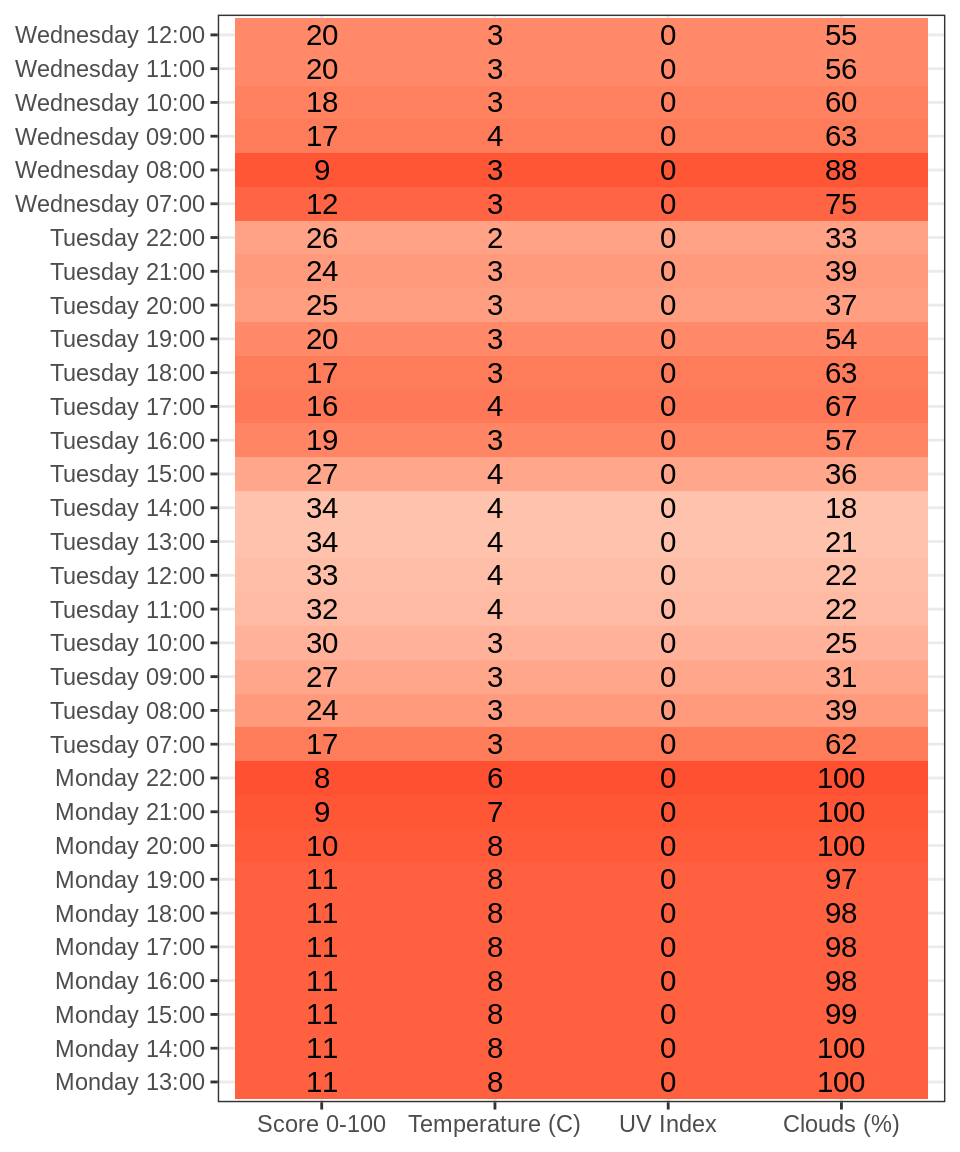 Wednesday 12:00 20 3 0 55
Wednesday 11:00 20 3 0 56
Wednesday 10:00 18 3 0 60
Wednesday 09:00 17 4 0 63
Wednesday 08:00 9 3 0 88
Wednesday 07:00 12 3 0 75
Tuesday 22:00 26 2 0 33
Tuesday 21:00 24 3 0 39
Tuesday 20:00 25 3 0 37
Tuesday 19:00 20 3 0 54
Tuesday 18:00 17 3 0 63
Tuesday 17:00 16 4 0 67
Tuesday 16:00 19 3 0 57
Tuesday 15:00 27 4 0 36
Tuesday 14:00 34 4 0 18
Tuesday 13:00 34 4 0 21
Tuesday 12:00 33 4 0 22
Tuesday 11:00 32 4 0 22
Tuesday 10:00 30 3 0 25
Tuesday 09:00 27 3 0 31
Tuesday 08:00 24 3 0 39
Tuesday 07:00 17 3 0 62
Monday 22:00 8 6 0 100
Monday 21:00 9 7 0 100
Monday 20:00 10 8 0 100
Monday 19:00 11 8 0 97
Monday 18:00 11 8 0 98
Monday 17:00 11 8 0 98
Monday 16:00 11 8 0 98
Monday 15:00 11 8 0 99
Monday 14:00 11 8 0 100
Monday 13:00 11 8 0 100
Score 0-100 Temperature (C) UV Index Clouds (%)